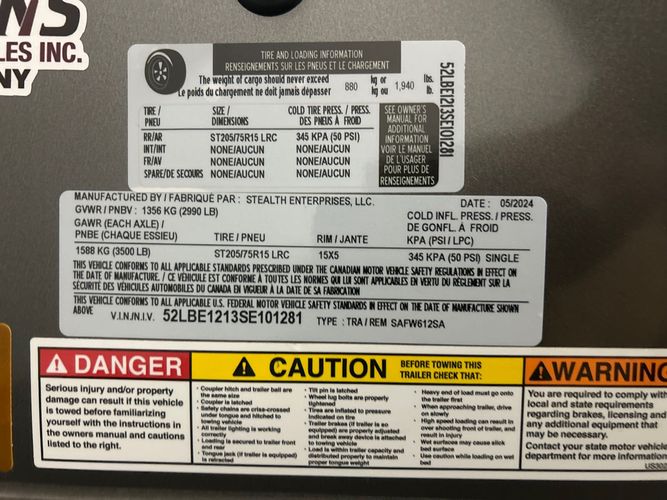 WS
LES INC.
NY
TIRE AND LOADING INFORMATION
RENSEIGNEMENTS SUR LES PNEUS ET LE CHARGEMENT
The weight of cargo should never exceed 880 kg or 1,940 lbs.
Le poids du chargement ne doit jamais dépasser kg ou lb.
TIRE / SIZE / COLD TIRE PRESS. / PRESS.
PNEU DIMENSIONS DES PNEUS À FROID
RR/AR ST205/75R15 LRC 345 KPA (50 PSI)
INT/INT NONE/AUCUN NONE/AUCUN
FR/AV NONE/AUCUN NONE/AUCUN
SPARE/DE SECOURS NONE/AUCUN NONE/AUCUN
SEE OWNER'S
MANUAL FOR
ADDITIONAL
INFORMATION
VOIR LE MANUEL
DE L'USAGER
POUR PLUS DE
RENSEIGNEMENTS
52LBE1213SE101281
MANUFACTURED BY / FABRIQUÉ PAR : STEALTH ENTERPRISES, LLC. DATE : 05/2024
GVWR / PNBV : 1356 KG (2990 LB) COLD INFL. PRESS. / PRESS.
GAWR (EACH AXLE) / DE GONFL. À FROID
PNBE (CHAQUE ESSIEU) TIRE / PNEU RIM / JANTE KPA (PSI / LPC)
1588 KG (3500 LB) ST205/75R15 LRC 15X5 345 KPA (50 PSI) SINGLE
THIS VEHICLE CONFORMS TO ALL APPLICABLE STANDARDS PRESCRIBED UNDER THE CANADIAN MOTOR VEHICLE SAFETY REGULATIONS IN EFFECT ON
THE DATE OF MANUFACTURE. / CE VÉHICULE EST CONFORME À TOUTES LES NORMES QUI LUI SONT APPLICABLES EN VERTU DU RÈGLEMENT SUR LA
SÉCURITÉ DES VÉHICULES AUTOMOBILES DU CANADA EN VIGUEUR À LA DATE DE SA FABRICATION
THIS VEHICLE CONFORMS TO ALL APPLICABLE U.S. FEDERAL MOTOR VEHICLE SAFETY STANDARDS IN EFFECT ON THE DATE OF MANUFACTURE SHOWN
ABOVE
V.I.N./N.I.V. 52LBE1213SE101281 TYPE : TRA / REM SAFW612SA
DANGER
Serious injury and/or property
damage can result if this vehicle
is towed before familiarizing
yourself with the instructions in
the owners manual and cautions
listed to the right.
CAUTION BEFORE TOWING THIS
TRAILER CHECK THAT:
· Coupler hitch and trailer ball are
the same size
· Coupler is latched
· Safety chains are criss-crossed
under tongue and hitched to
towing vehicle
· All trailer lighting is working
correctly
· Loading is secured to trailer front
and rear
· Tongue jack (if trailer is equipped)
is retracted
· Tilt pin is latched
· Wheel lug bolts are properly
tightened
· Tires are inflated to pressure
indicated on tire
· Trailer brakes (if trailer is so
equipped) are properly adjusted
and break away device is attached
to towing vehicle
· Load is within trailer capacity and
distributed properly to maintain
proper tongue weight
· Heavy end of load must go onto
the trailer first
· When approaching trailer, drive
on slowly
· High speed loading can result in
over shooting front of trailer, and
result in injury
· Wet surfaces may cause slick
bed surface
· Use caution while loading on wet
bed
WARNING
You are required to comply with
local and state requirements
regarding brakes, licensing and
any additional equipment that
may be necessary.
Contact your state motor vehicle
department for more information